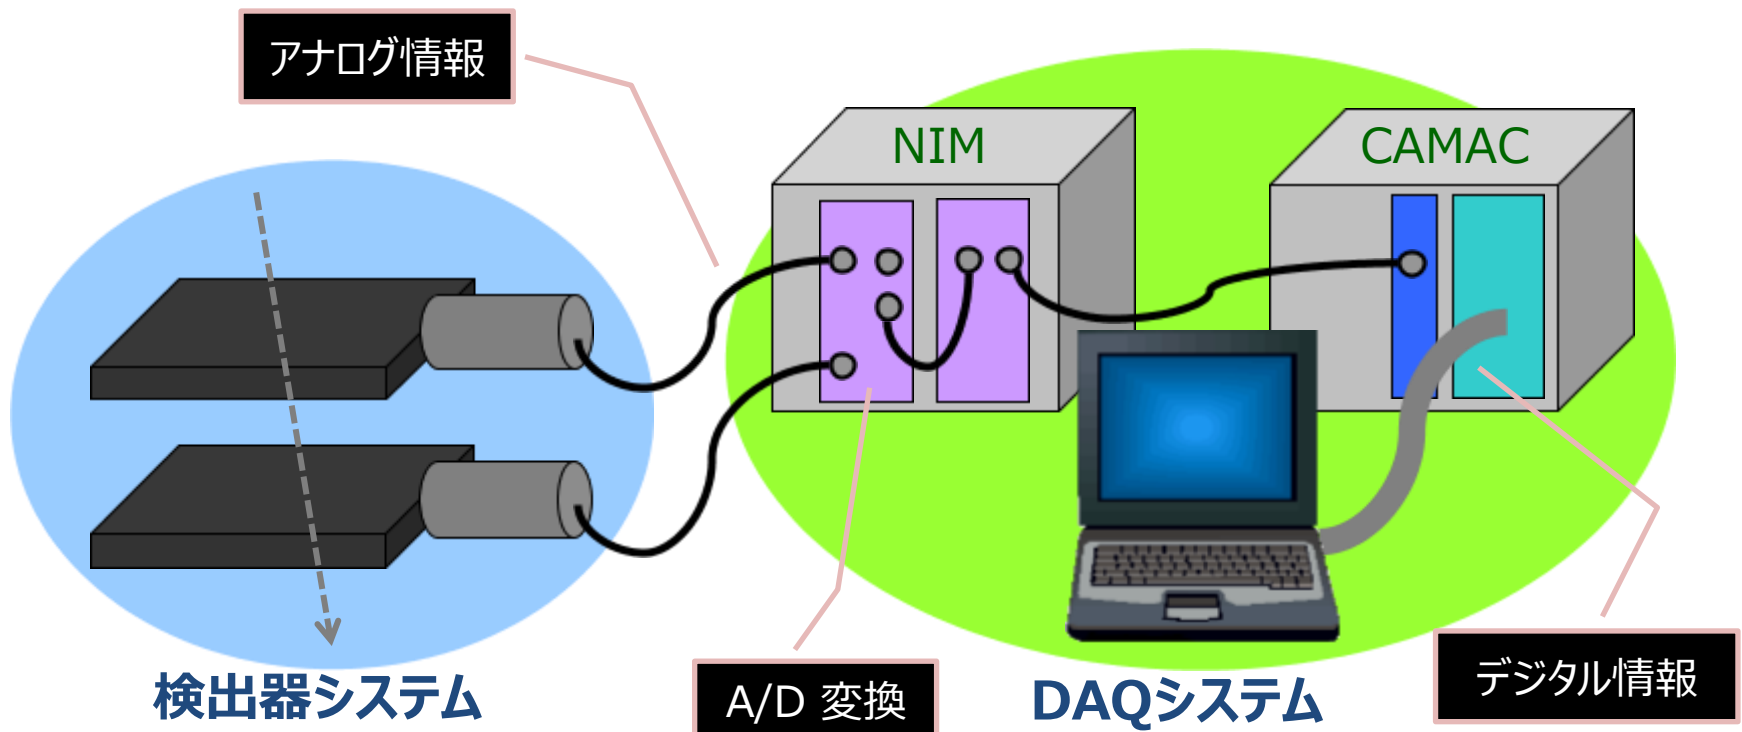 アナログ情報
NIM
CAMAC
検出器システム
A/D 変換
DAQシステム
デジタル情報